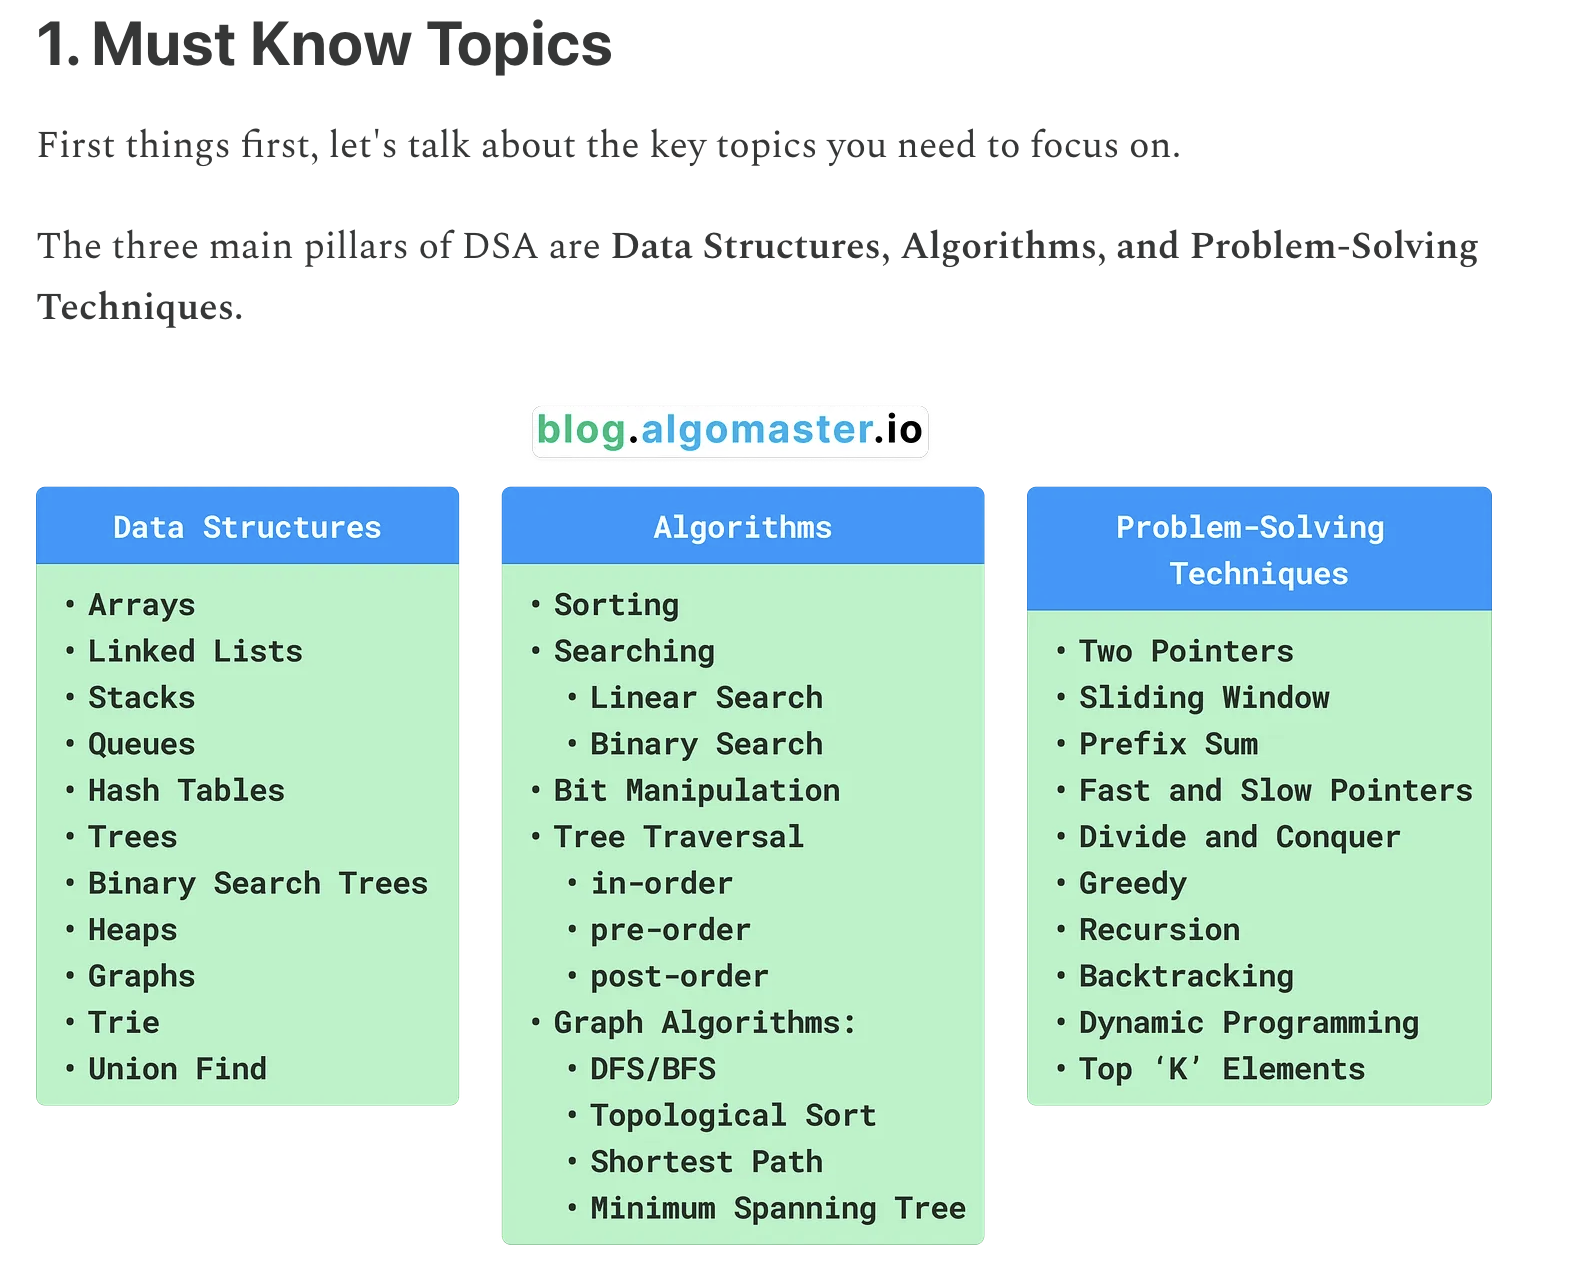 1. Must Know Topics
First things first, let's talk about the key topics you need to focus on.
The three main pillars of DSA are Data Structures, Algorithms, and Problem-Solving
Techniques.
blog.algomaster.io
Data Structures
• Arrays
• Linked Lists
• Stacks
• Queues
• Hash Tables
• Trees
• Binary Search Trees
• Heaps
• Graphs
• Trie
• Union Find
Algorithms
• Sorting
• Searching
• Linear Search
• Binary Search
• Bit Manipulation
• Tree Traversal
• in-order
• pre-order
• post-order
• Graph Algorithms:
• DFS/BFS
• Topological Sort
• Shortest Path
• Minimum Spanning Tree
Problem-Solving
Techniques
• Two Pointers
• Sliding Window
• Prefix Sum
• Fast and Slow Pointers
• Divide and Conquer
• Greedy
• Recursion
• Backtracking
• Dynamic Programming
• Top ‘K’ Elements